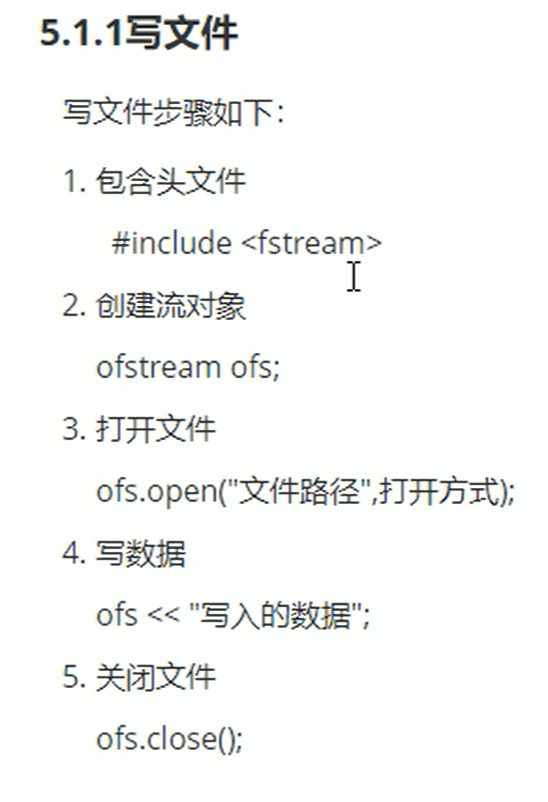 5.1.1写文件
写文件步骤如下：
1. 包含头文件
#include <fstream>
2. 创建流对象
ofstream ofs;
3. 打开文件
ofs.open("文件路径",打开方式);
4. 写数据
ofs << "写入的数据";
5. 关闭文件
ofs.close();